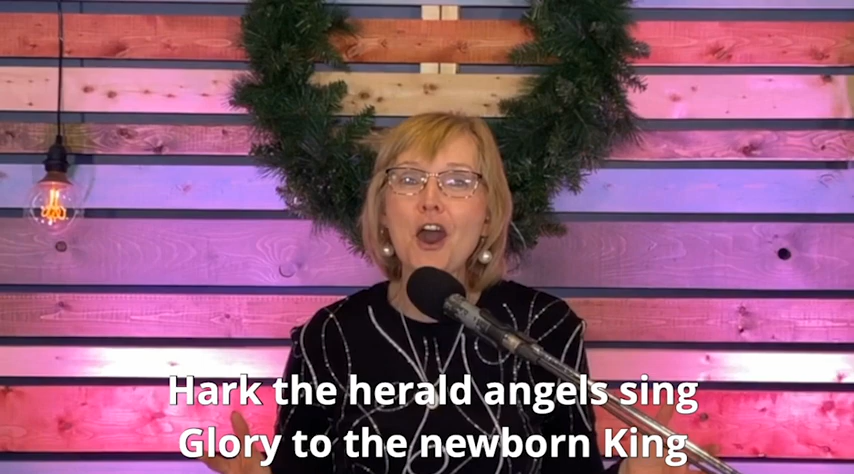 Hark the herald angels sing
Glory to the newborn King